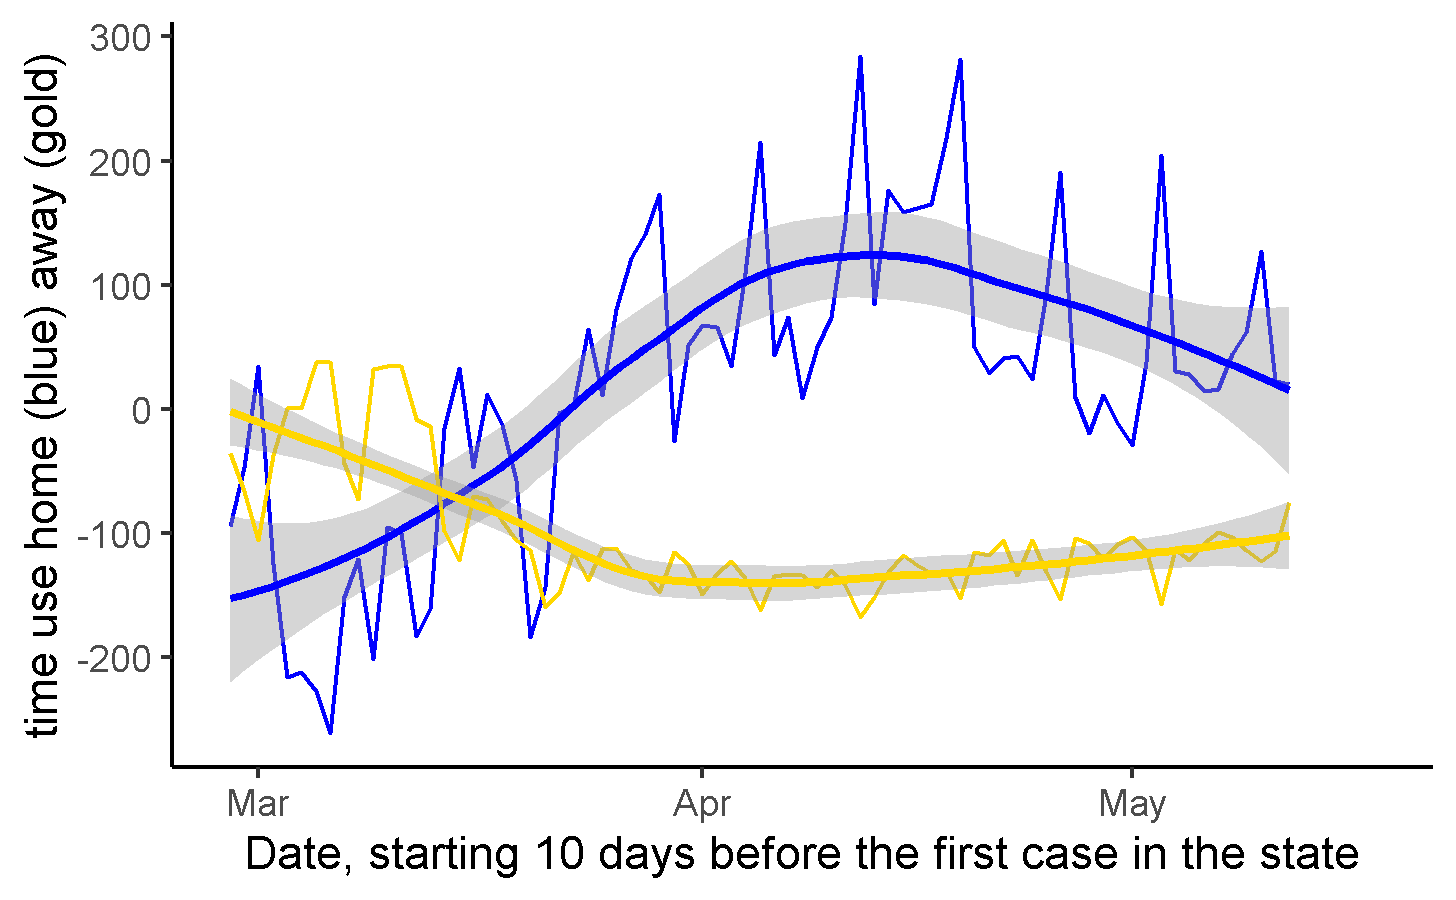 time use home (blue) away (gold)
300
200
100
0
-100
-200
Mar Apr May
Date, starting 10 days before the first case in the state